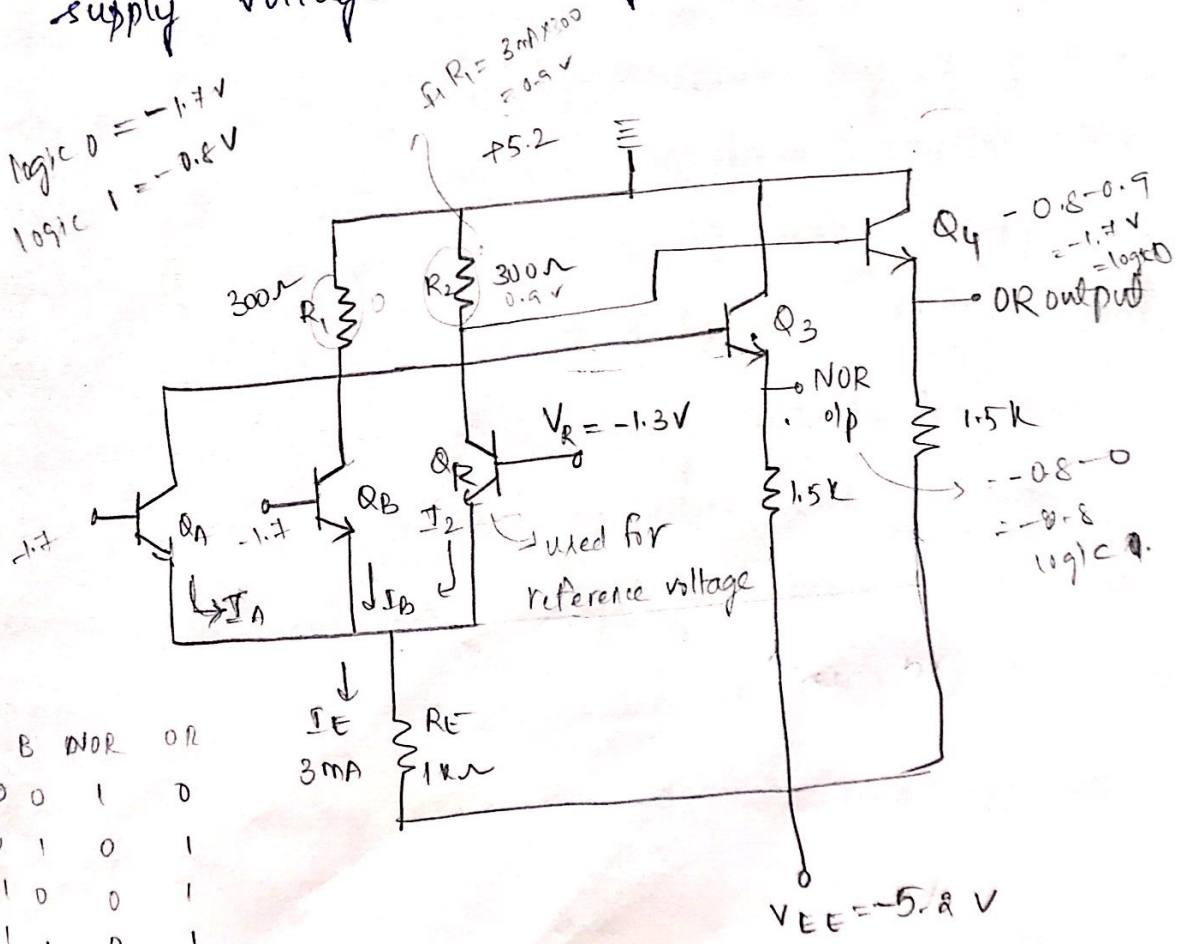 supply
logic 0 = -1.7 V
logic 1 = -0.8 V
R₁ = 3mA×300
= 0.9 V
+5.2
300Ω
R₁
R₂
300Ω
0.9 V
Q4
-0.8-0.9
= -1.7 V
= logic 0
OR output
Q3
NOR
o/p
1.5K
1.5K
- -0.8-0
= -0.8
logic
VR = -1.3V
QR
I2
used for
reference voltage
QA
-1.7
QB
-1.7
IA
IB
IE
3mA
RE
1KΩ
B NOR OR
0 0 1 0
1 0 1
1 0 0 1
VEE = -5.2 V